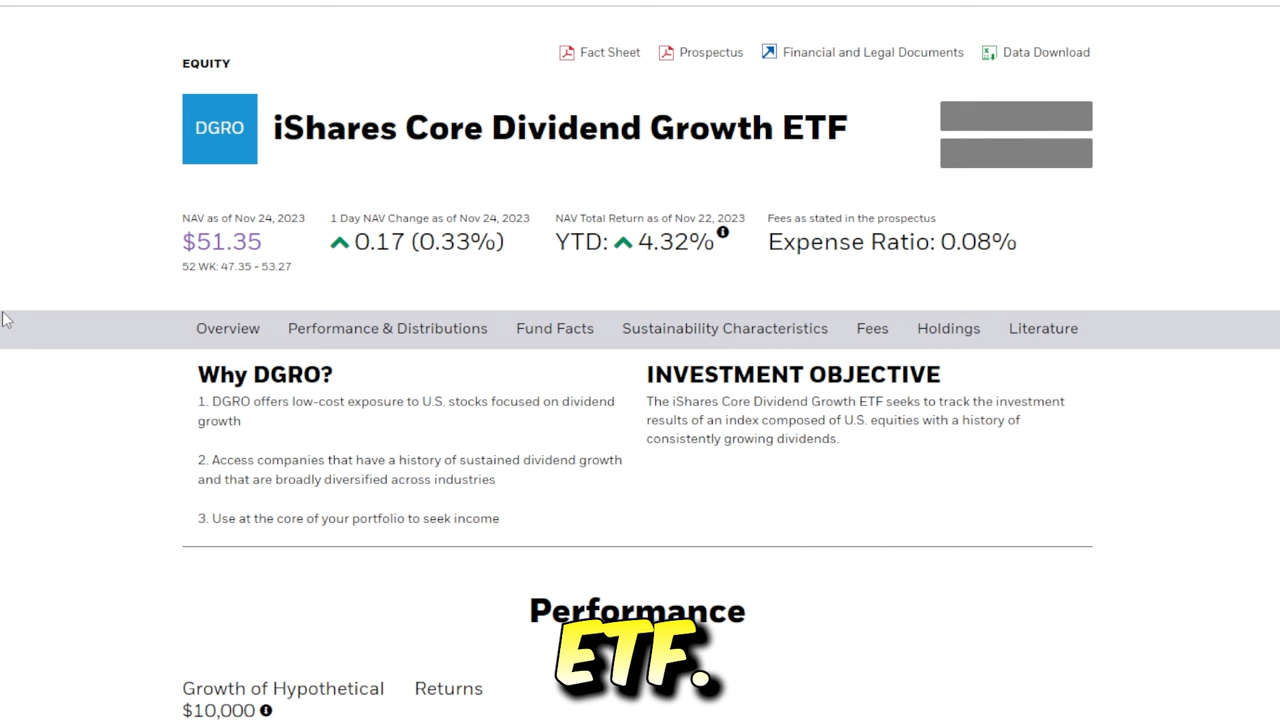 Fact Sheet Prospectus Financial and Legal Documents Data Download
EQUITY
DGRO iShares Core Dividend Growth ETF
NAV as of Nov 24, 2023 1 Day NAV Change as of Nov 24, 2023 NAV Total Return as of Nov 22, 2023 Fees as stated in the prospectus
$51.35 0.17 (0.33%) YTD: 4.32% Expense Ratio: 0.08%
52 WK: 47.35 - 53.27
Overview Performance & Distributions Fund Facts Sustainability Characteristics Fees Holdings Literature
Why DGRO?
1. DGRO offers low-cost exposure to U.S. stocks focused on dividend
growth
2. Access companies that have a history of sustained dividend growth
and that are broadly diversified across industries
3. Use at the core of your portfolio to seek income
INVESTMENT OBJECTIVE
The iShares Core Dividend Growth ETF seeks to track the investment
results of an index composed of U.S. equities with a history of
consistently growing dividends.
Performance
ETF.
Growth of Hypothetical Returns
$10,000